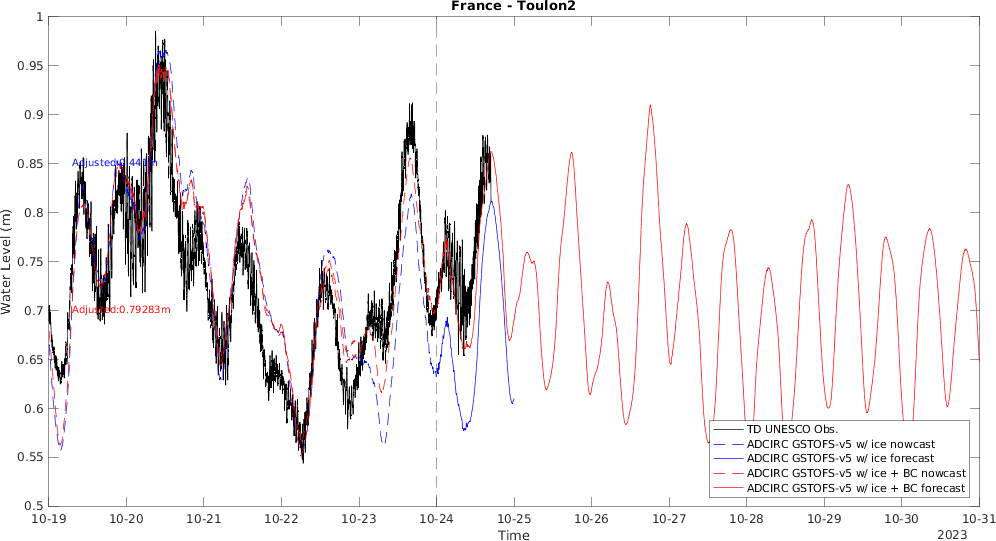 France - Toulon2
1
0.95
0.9
0.85
0.8
0.75
0.7
0.65
0.6
0.55
0.5
Water Level (m)
Adjusted:0.44
Adjusted:0.79283m
TD UNESCO Obs.
ADCIRC GSTOFS-v5 w/ ice nowcast
ADCIRC GSTOFS-v5 w/ ice forecast
ADCIRC GSTOFS-v5 w/ ice + BC nowcast
ADCIRC GSTOFS-v5 w/ ice + BC forecast
10-19 10-20 10-21 10-22 10-23 10-24 10-25 10-26 10-27 10-28 10-29 10-30 10-31
Time
2023